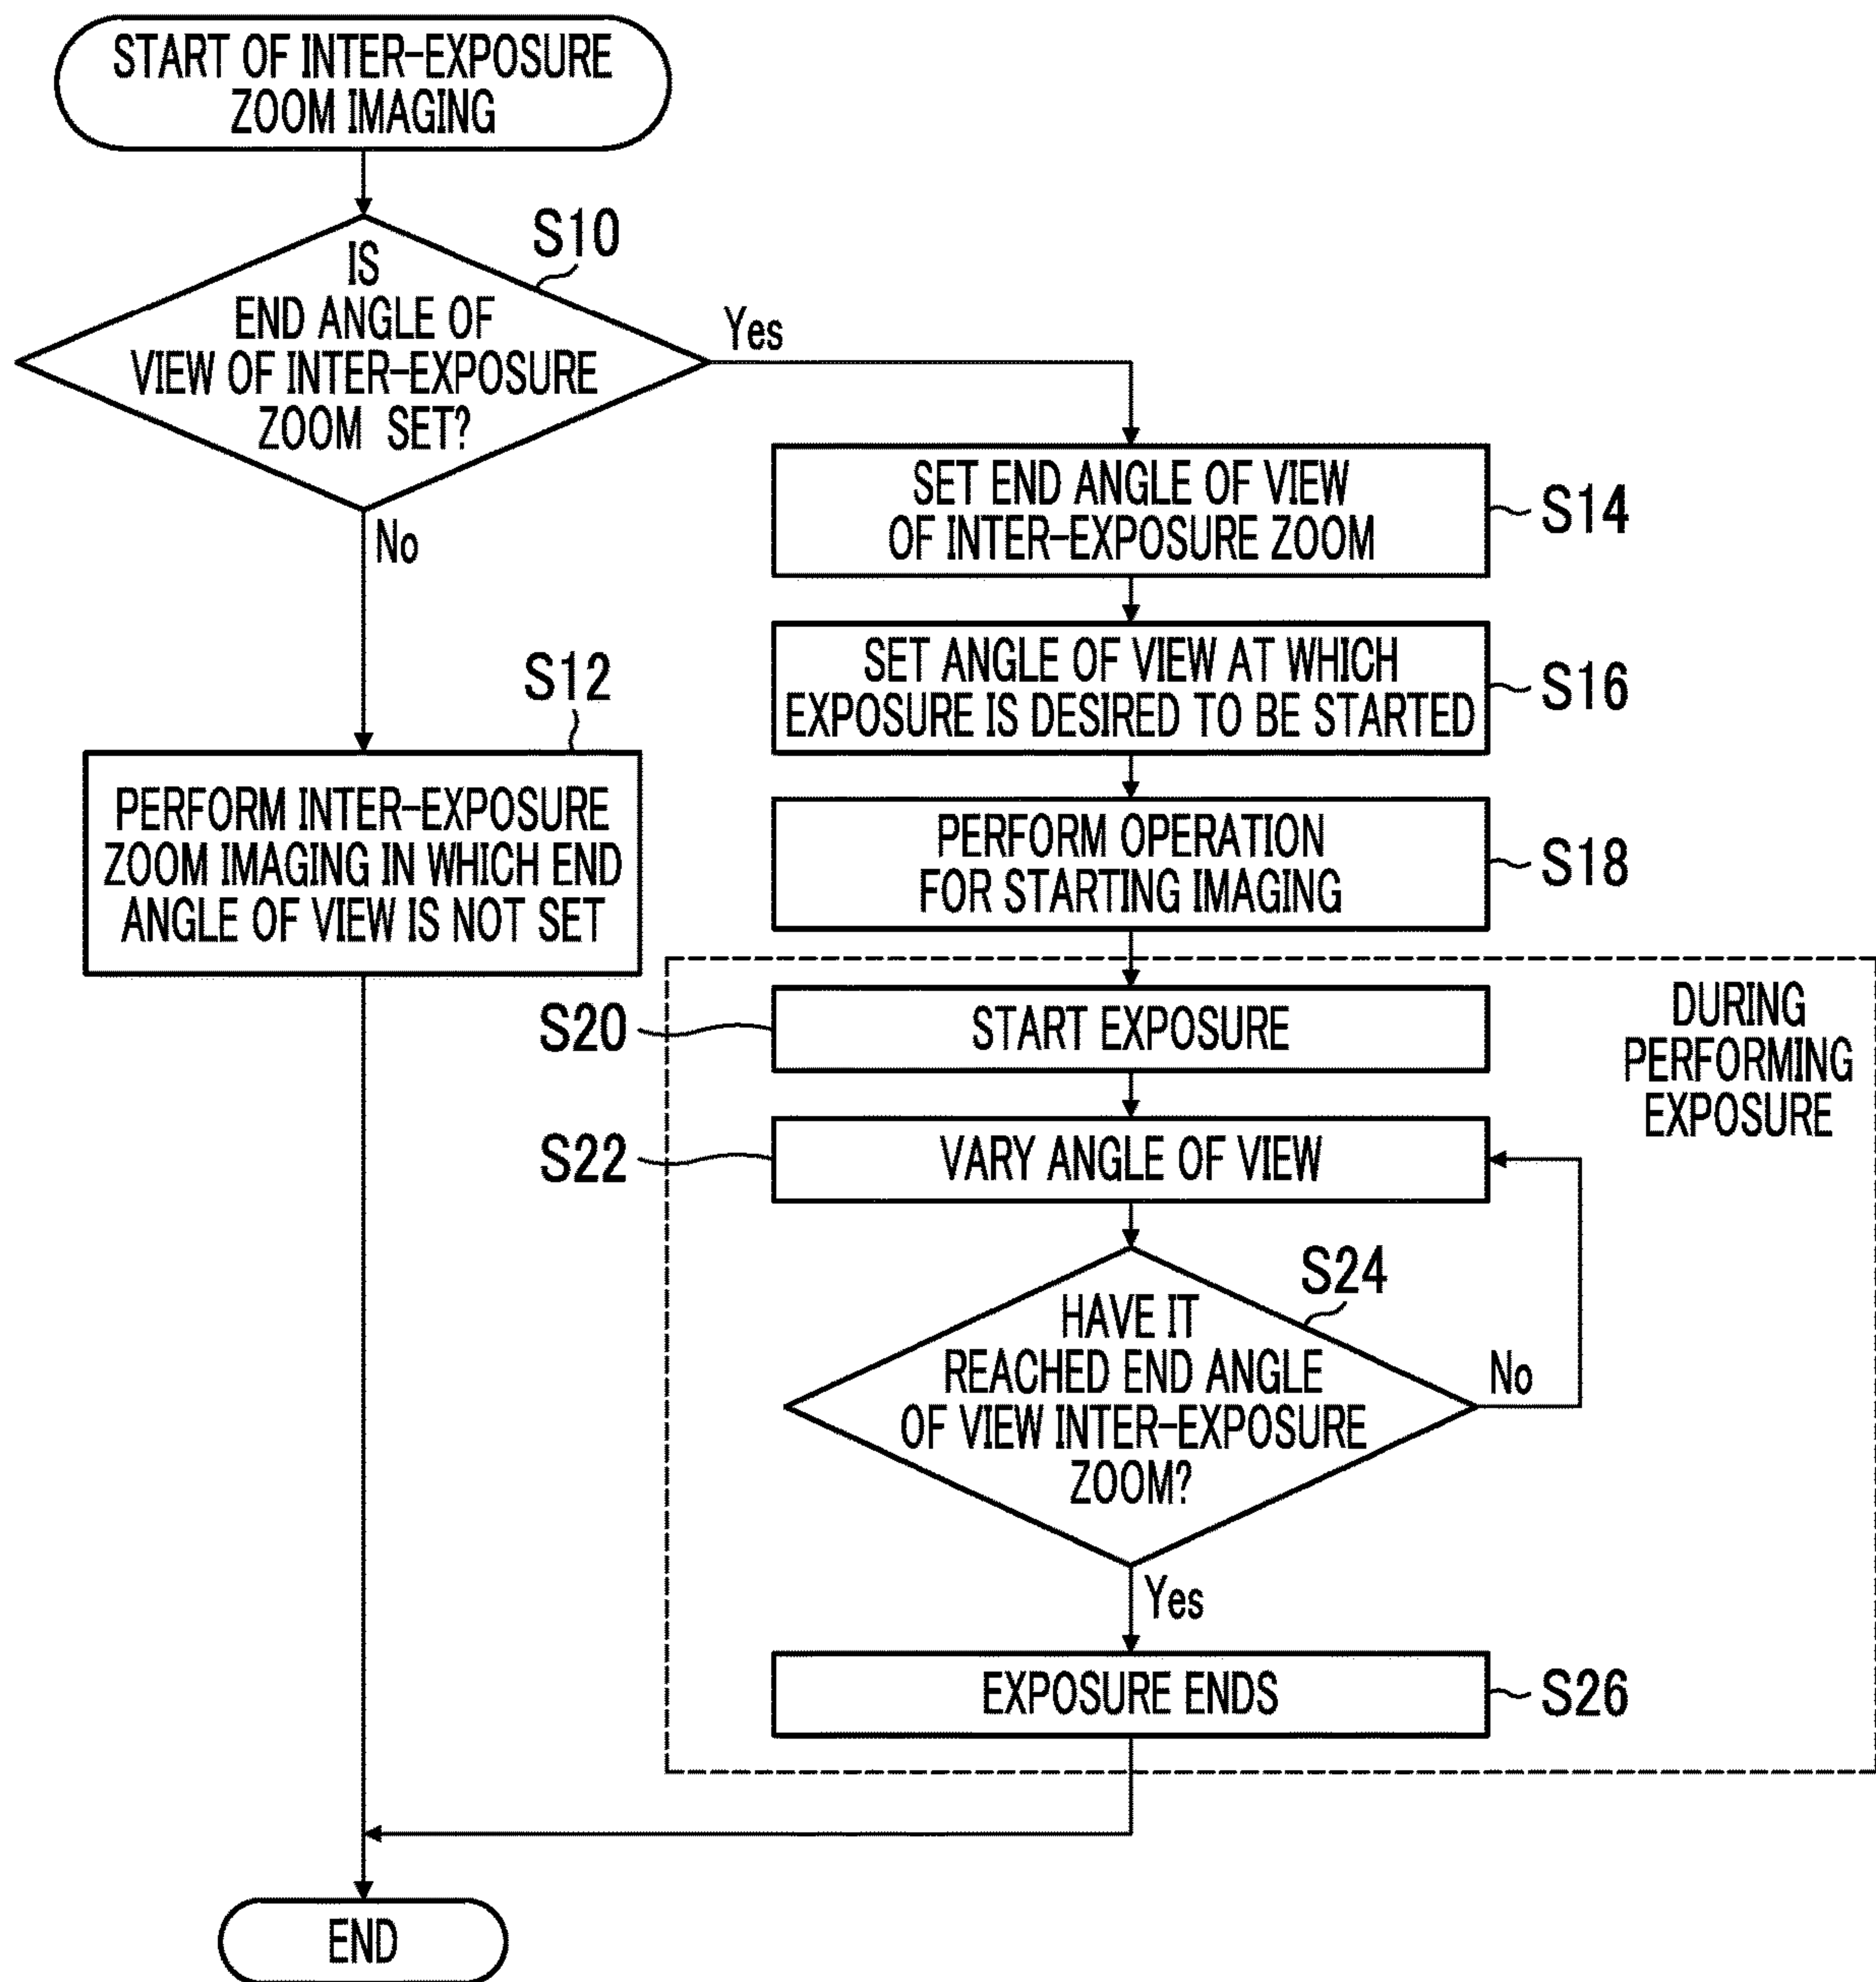 START OF INTER-EXPOSURE
ZOOM IMAGING
S10
IS
END ANGLE OF
VIEW OF INTER-EXPOSURE
ZOOM SET?
Yes
No
S12
PERFORM INTER-EXPOSURE
ZOOM IMAGING IN WHICH END
ANGLE OF VIEW IS NOT SET
SET END ANGLE OF VIEW
OF INTER-EXPOSURE ZOOM
S14
SET ANGLE OF VIEW AT WHICH
EXPOSURE IS DESIRED TO BE STARTED
S16
PERFORM OPERATION
FOR STARTING IMAGING
S18
DURING
PERFORMING
EXPOSURE
S20
START EXPOSURE
S22
VARY ANGLE OF VIEW
S24
HAVE IT
REACHED END ANGLE
OF VIEW INTER-EXPOSURE
ZOOM?
No
Yes
EXPOSURE ENDS
S26
END